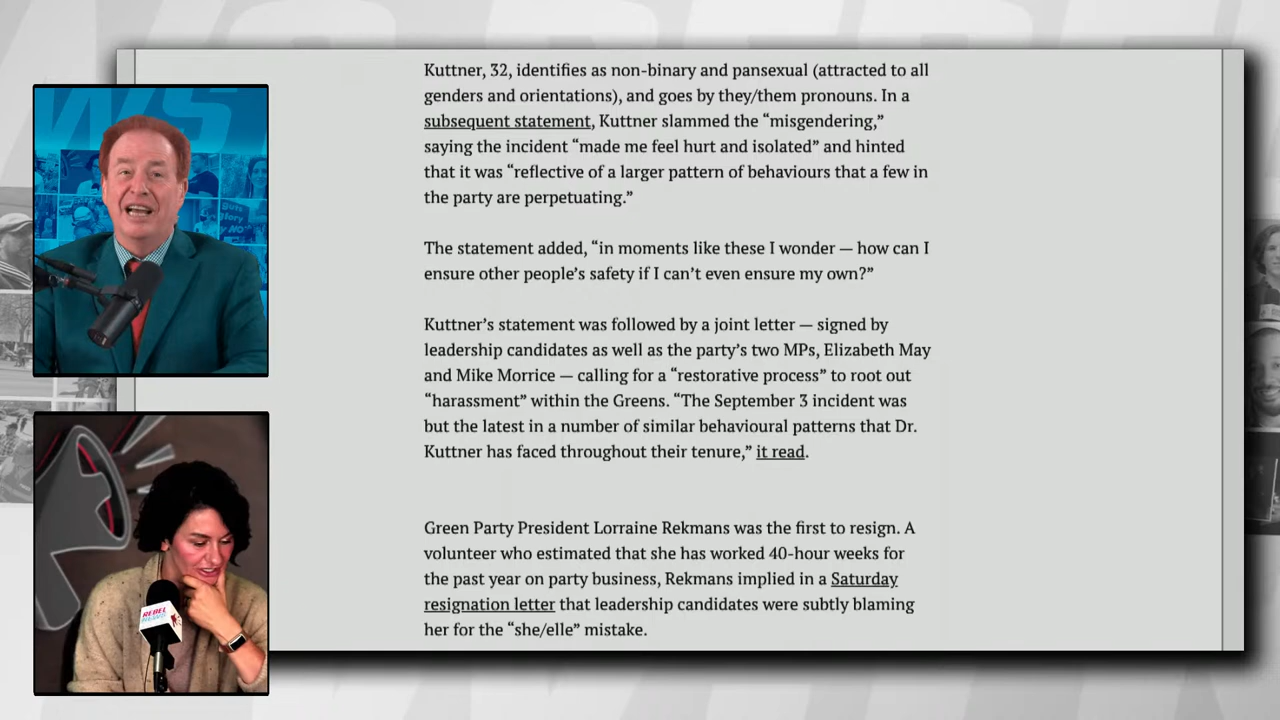 Kuttner, 32, identifies as non-binary and pansexual (attracted to all
genders and orientations), and goes by they/them pronouns. In a
subsequent statement, Kuttner slammed the “misgendering,”
saying the incident “made me feel hurt and isolated” and hinted
that it was “reflective of a larger pattern of behaviours that a few in
the party are perpetuating.”
The statement added, “in moments like these I wonder — how can I
ensure other people’s safety if I can’t even ensure my own?”
Kuttner’s statement was followed by a joint letter — signed by
leadership candidates as well as the party’s two MPs, Elizabeth May
and Mike Morrice — calling for a “restorative process” to root out
“harassment” within the Greens. “The September 3 incident was
but the latest in a number of similar behavioural patterns that Dr.
Kuttner has faced throughout their tenure,” it read.
Green Party President Lorraine Rekmans was the first to resign. A
volunteer who estimated that she has worked 40-hour weeks for
the past year on party business, Rekmans implied in a Saturday
resignation letter that leadership candidates were subtly blaming
her for the “she/elle” mistake.
WS
REBEL
NEWS